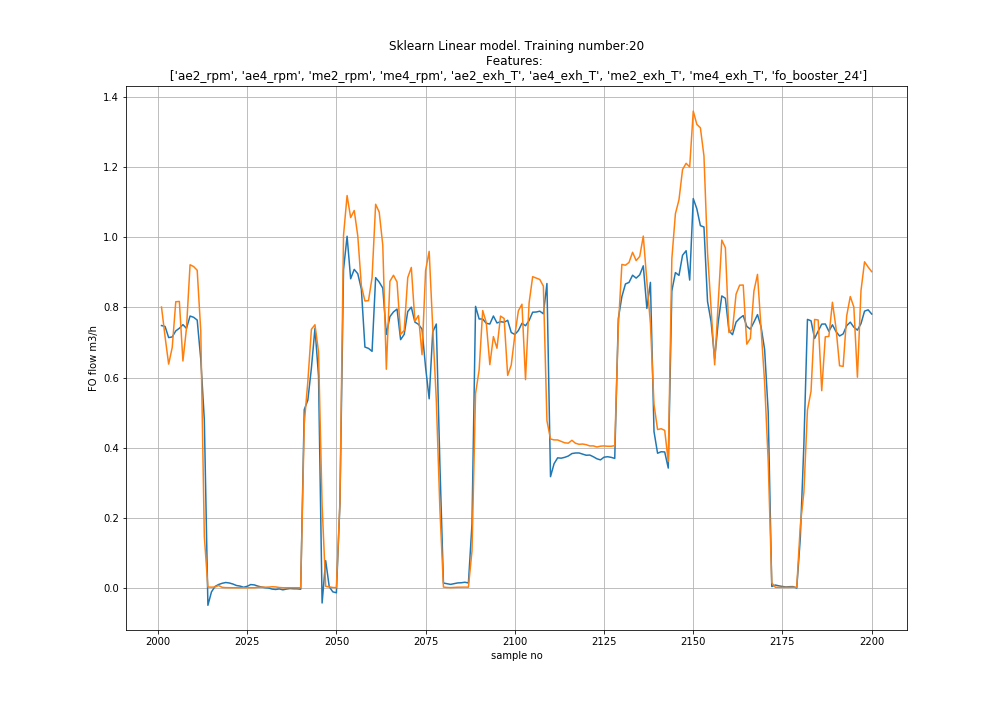 Sklearn Linear model. Training number:20
Features:
['ae2_rpm', 'ae4_rpm', 'me2_rpm', 'me4_rpm', 'ae2_exh_T', 'ae4_exh_T', 'me2_exh_T', 'me4_exh_T', 'fo_booster_24']
1.4
1.2
1.0
0.8
0.6
0.4
0.2
0.0
FO flow m3/h
2000 2025 2050 2075 2100 2125 2150 2175 2200
sample no